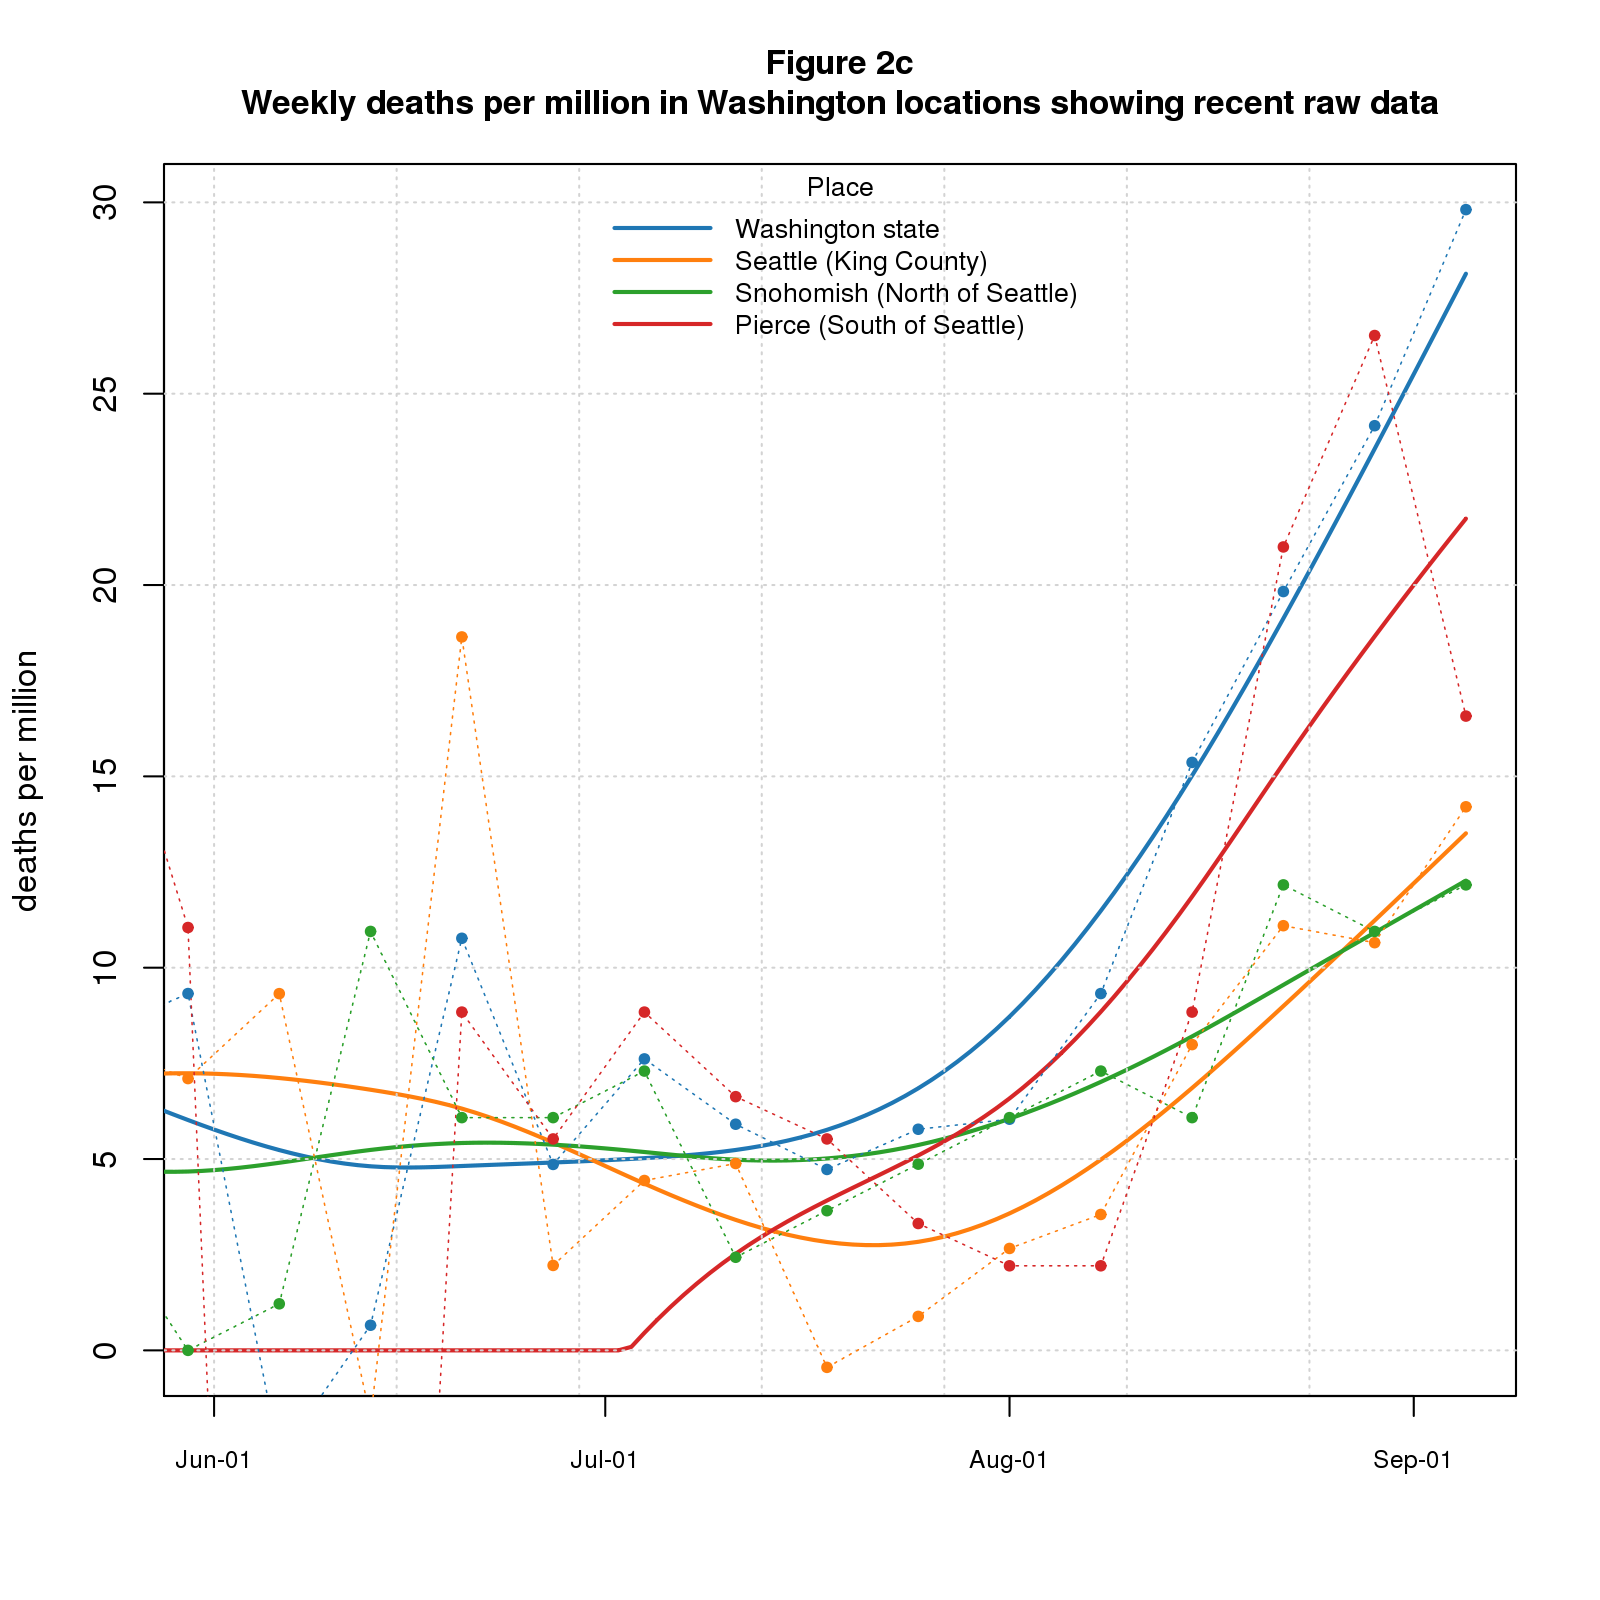 Figure 2c
Weekly deaths per million in Washington locations showing recent raw data
Place
Washington state
Seattle (King County)
Snohomish (North of Seattle)
Pierce (South of Seattle)
deaths per million
30
25
20
15
10
5
0
Jun-01
Jul-01
Aug-01
Sep-01